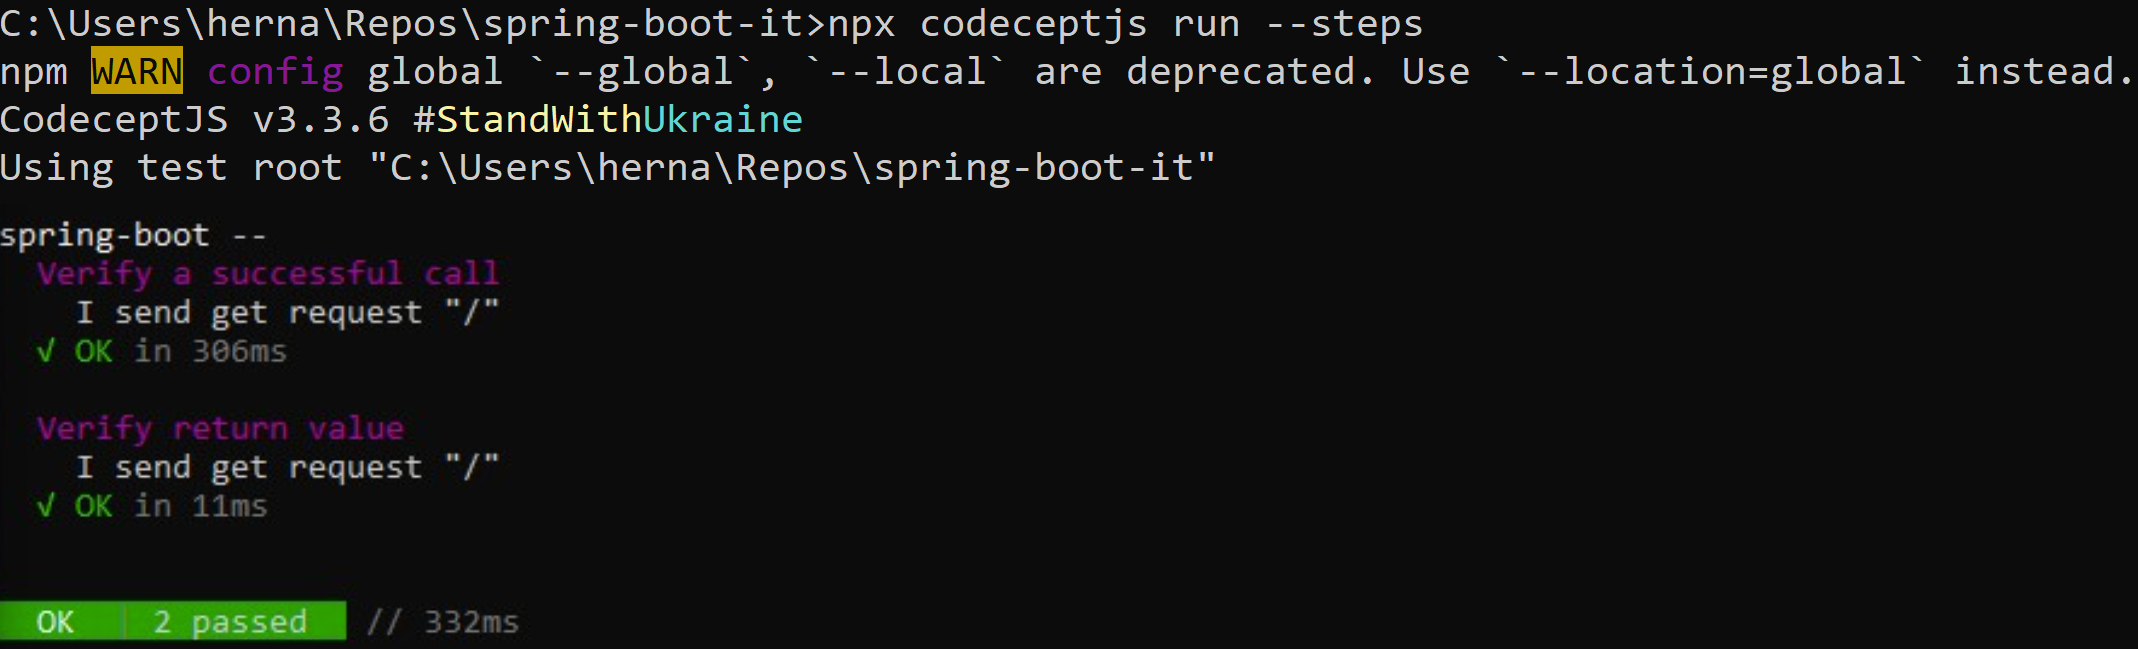 C:\Users\herna\Repos\spring-boot-it>npx codeceptjs run --steps
npm WARN config global `--global`, `--local` are deprecated. Use `--location=global` instead.
CodeceptJS v3.3.6 #StandWithUkraine
Using test root "C:\Users\herna\Repos\spring-boot-it"
spring-boot --
Verify a successful call
I send get request "/"
√ OK in 306ms
Verify return value
I send get request "/"
√ OK in 11ms
OK | 2 passed // 332ms